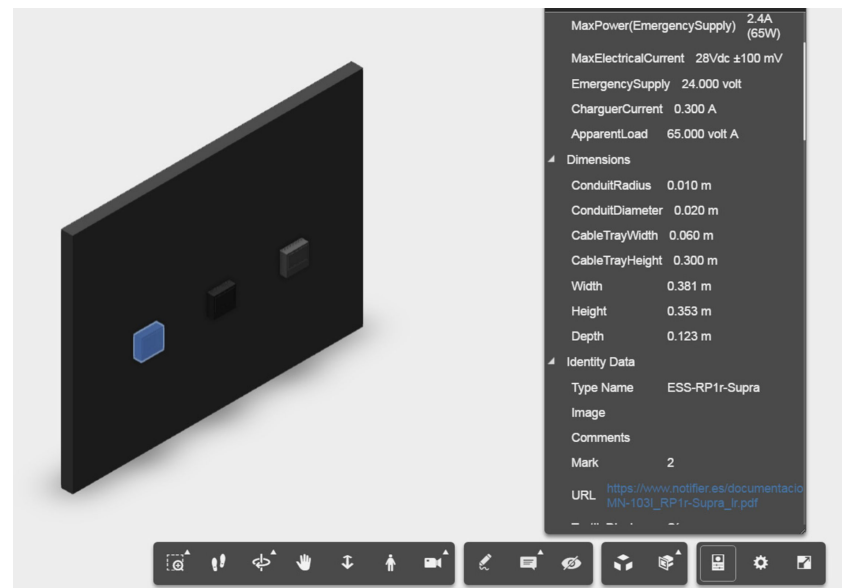 MaxPower(EmergencySupply) 2.4A
(65W)
MaxElectricalCurrent 28Vdc ±100 mV
EmergencySupply 24.000 volt
CharguerCurrent 0.300 A
ApparentLoad 65.000 volt A
Dimensions
ConduitRadius 0.010 m
ConduitDiameter 0.020 m
CableTrayWidth 0.060 m
CableTrayHeight 0.300 m
Width 0.381 m
Height 0.353 m
Depth 0.123 m
Identity Data
Type Name ESS-RP1r-Supra
Image
Comments
Mark 2
URL https://www.notifier.es/documentacio
MN-103I_RP1r-Supra_lr.pdf